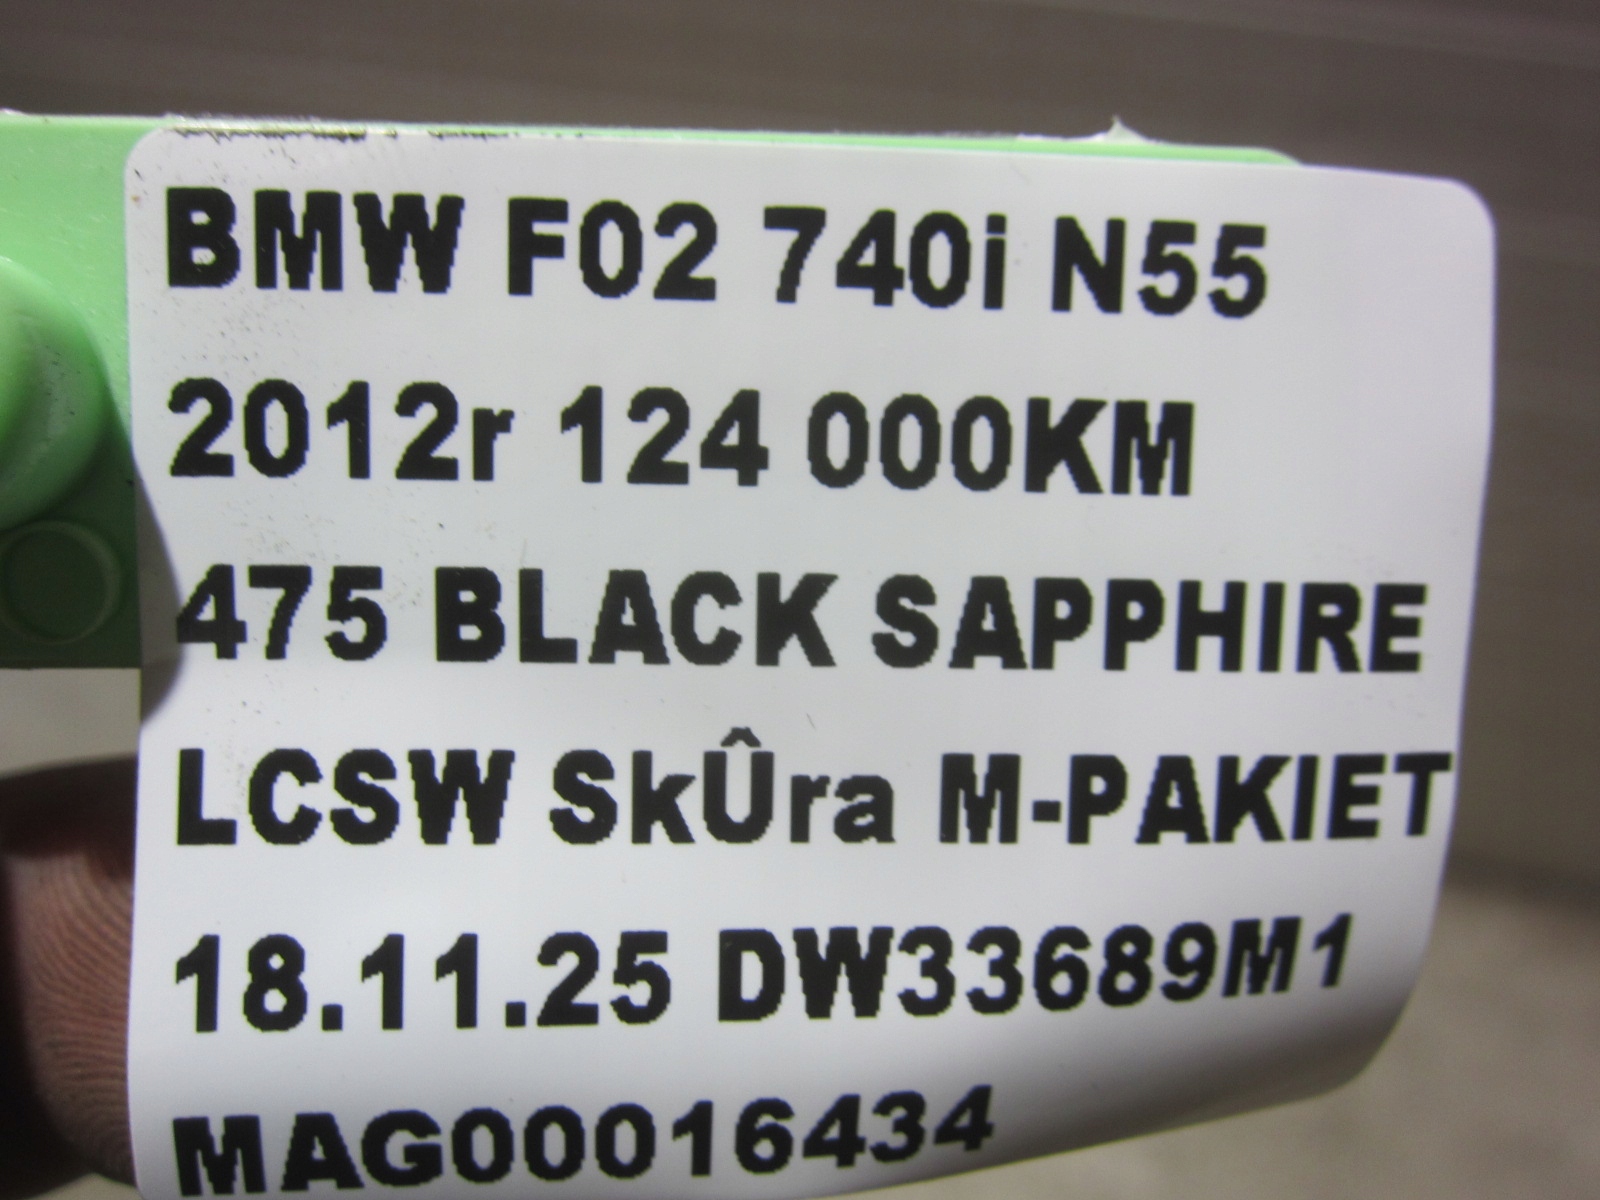 BMW F02 740i N55
2012r 124 000KM
475 BLACK SAPPHIRE
LCSW SkÛra M-PAKIET
18.11.25 DW33689M1
MAG00016434